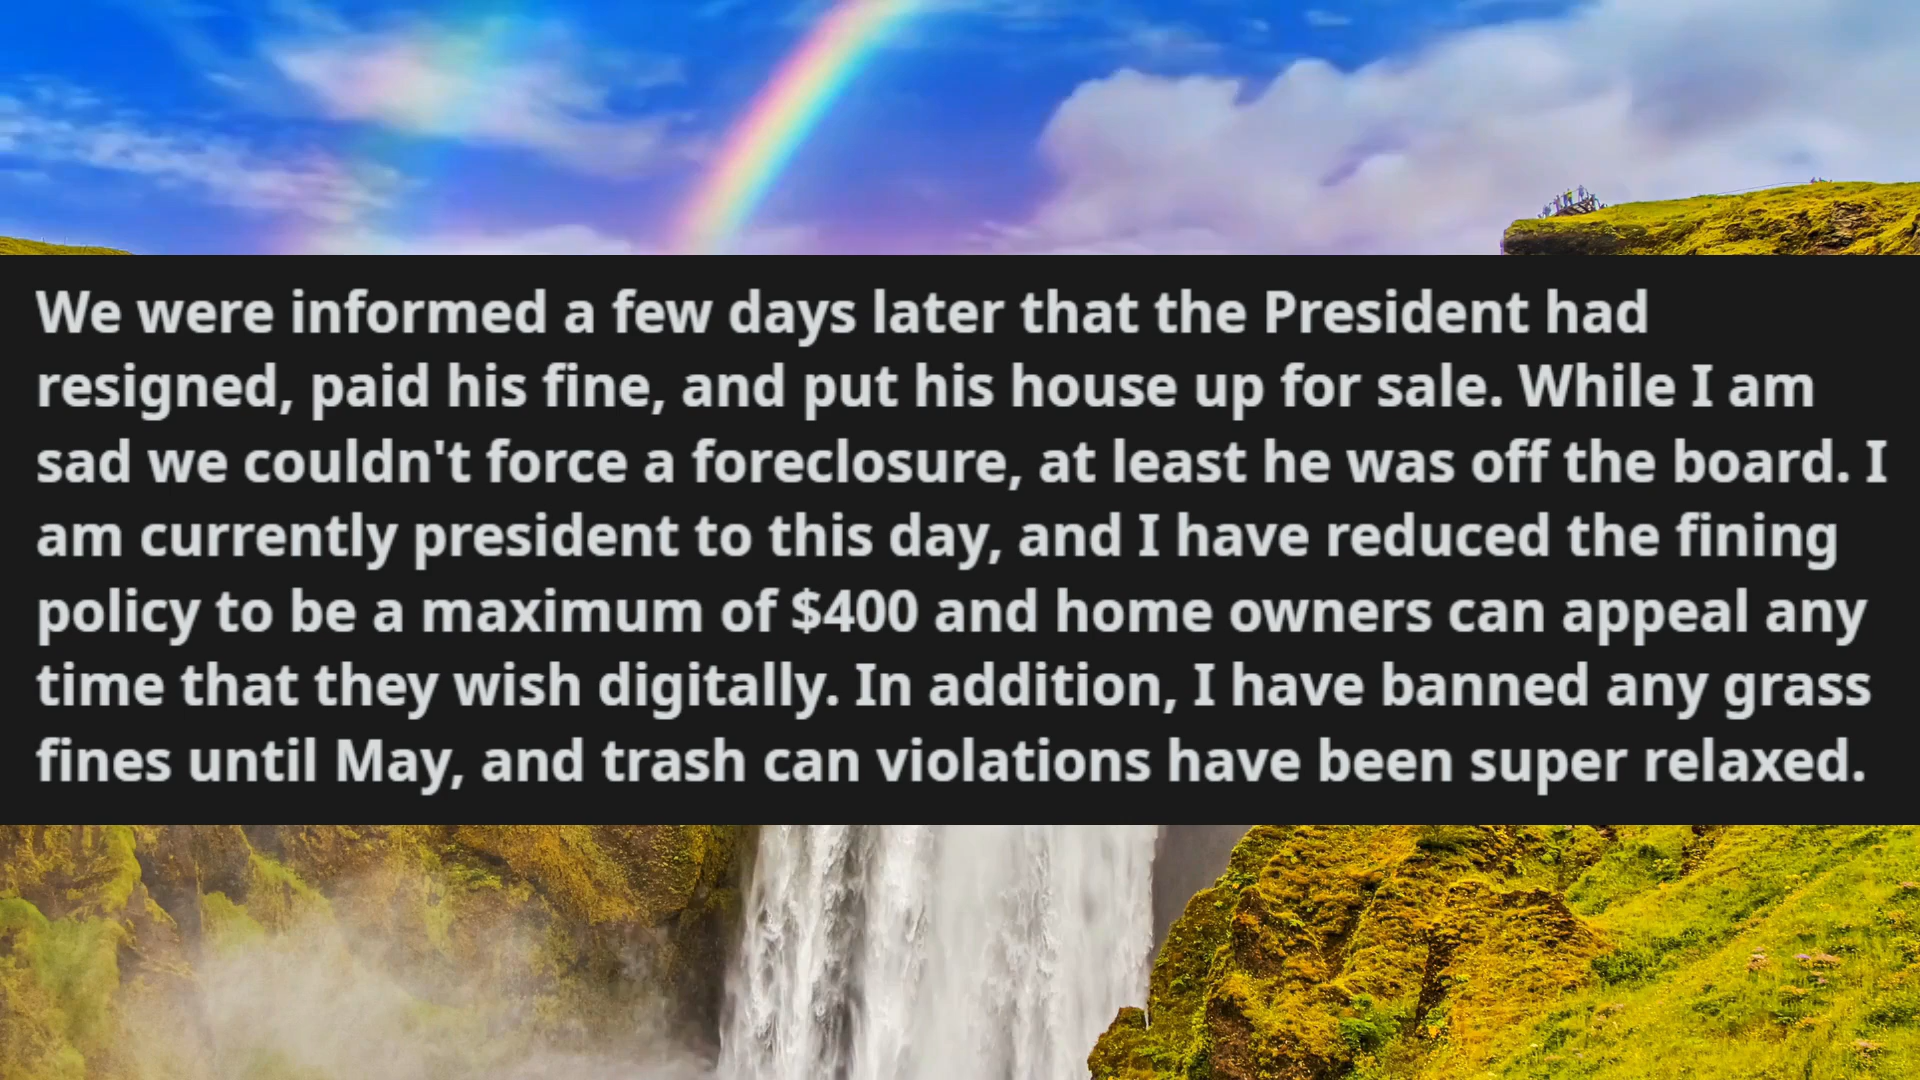 We were informed a few days later that the President had
resigned, paid his fine, and put his house up for sale. While I am
sad we couldn't force a foreclosure, at least he was off the board. I
am currently president to this day, and I have reduced the fining
policy to be a maximum of $400 and home owners can appeal any
time that they wish digitally. In addition, I have banned any grass
fines until May, and trash can violations have been super relaxed.